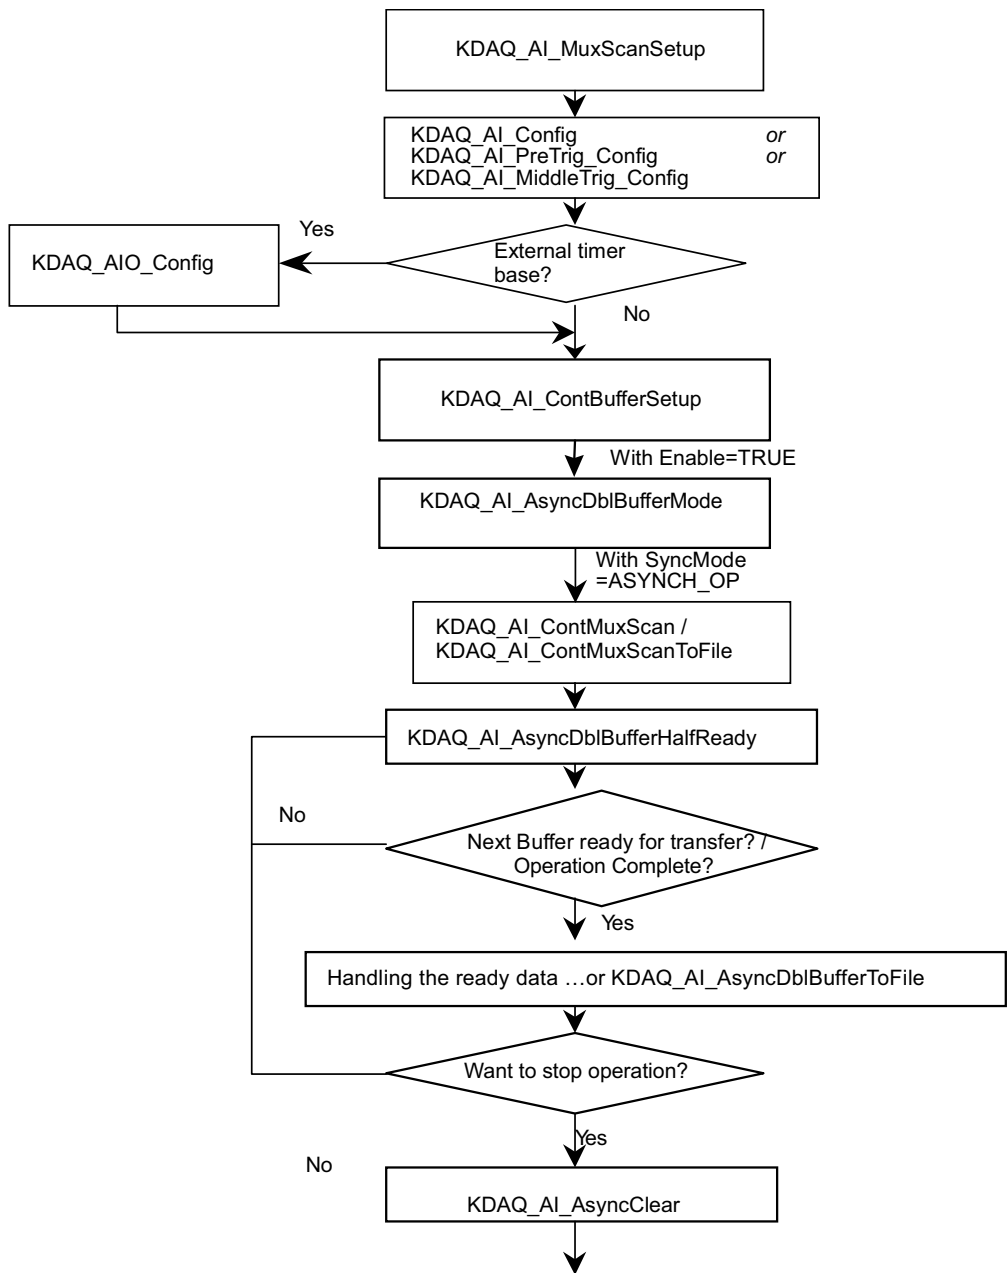 KDAQ_AI_MuxScanSetup
KDAQ_AI_Config or
KDAQ_AI_PreTrig_Config or
KDAQ_AI_MiddleTrig_Config
Yes
External timer
base?
KDAQ_AIO_Config
No
KDAQ_AI_ContBufferSetup
With Enable=TRUE
KDAQ_AI_AsyncDblBufferMode
With SyncMode
=ASYNCH_OP
KDAQ_AI_ContMuxScan /
KDAQ_AI_ContMuxScanToFile
KDAQ_AI_AsyncDblBufferHalfReady
No
Next Buffer ready for transfer? /
Operation Complete?
Yes
Handling the ready data …or KDAQ_AI_AsyncDblBufferToFile
Want to stop operation?
Yes
No
KDAQ_AI_AsyncClear